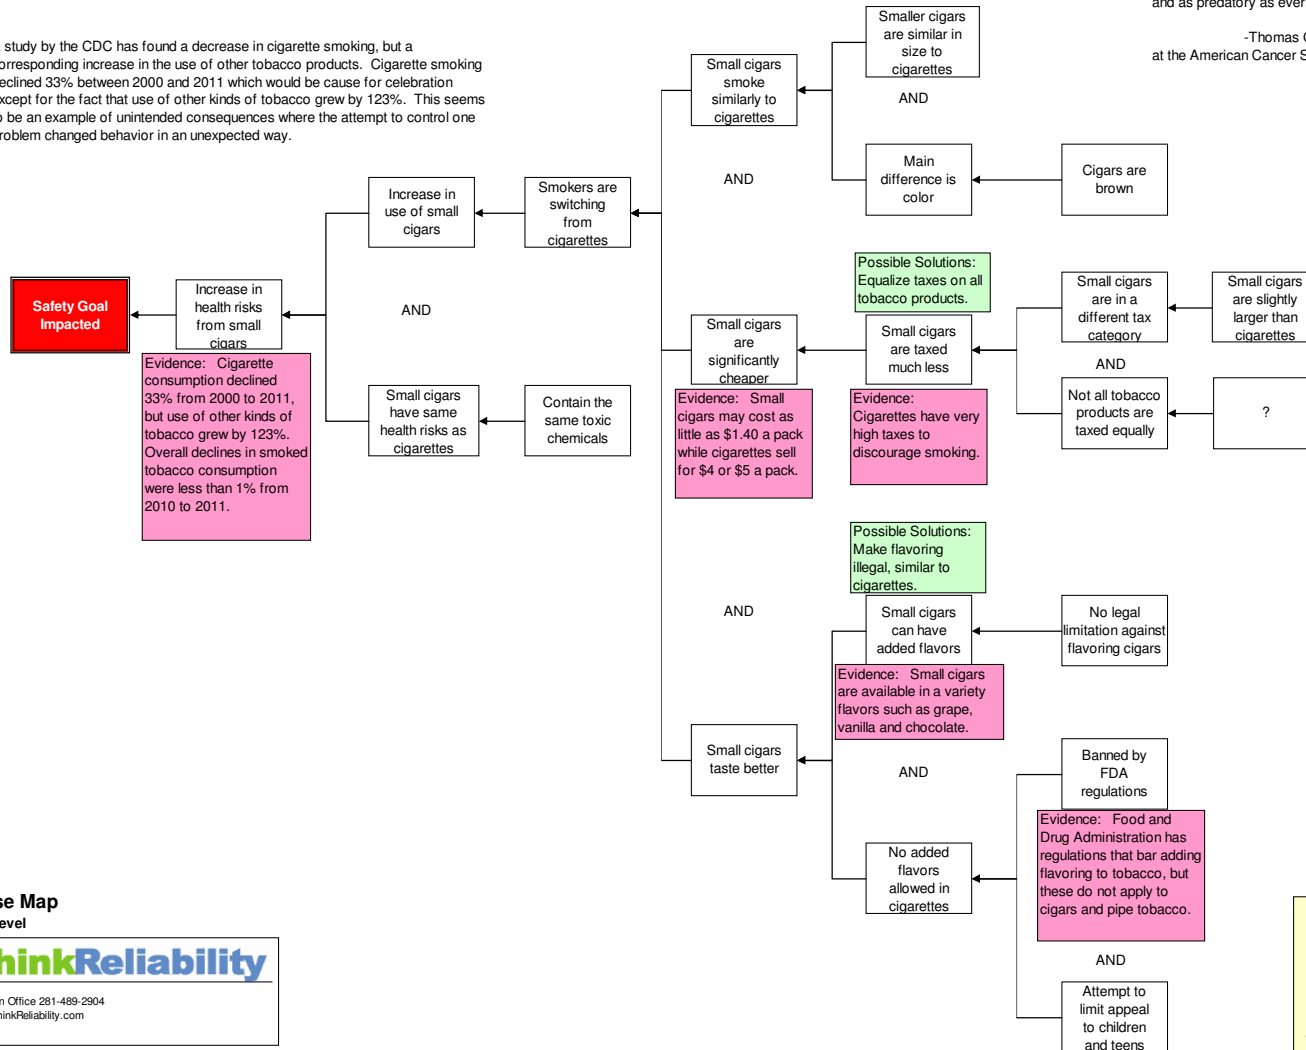 and as predatory as ever
-Thomas
at the American Cancer
study by the CDC has found a decrease in cigarette smoking, but a
orresponding increase in the use of other tobacco products.  Cigarette smoking
eclined 33% between 2000 and 2011 which would be cause for celebration
xcept for the fact that use of other kinds of tobacco grew by 123%.  This seems
o be an example of unintended consequences where the attempt to control one
roblem changed behavior in an unexpected way.
Smaller cigars
are similar in
size to
cigarettes
Small cigars
smoke
similarly to
cigarettes
AND
Main
difference is
color
Cigars are
brown
AND
Increase in
use of small
cigars
Smokers are
switching
from
cigarettes
Safety Goal
Impacted
Increase in
health risks
from small
cigars
AND
Evidence:   Cigarette
consumption declined
33% from 2000 to 2011,
but use of other kinds of
tobacco grew by 123%.
Overall declines in smoked
tobacco consumption
were less than 1% from
2010 to 2011.
Small cigars
have same
health risks as
cigarettes
Contain the
same toxic
chemicals
Possible Solutions:
Equalize taxes on all
tobacco products.
Small cigars
are
significantly
cheaper
Small cigars
are taxed
much less
Small cigars
are in a
different tax
category
Small cigars
are slightly
larger than
cigarettes
AND
Not all tobacco
products are
taxed equally
?
Evidence:   Small
cigars may cost as
little as $1.40 a pack
while cigarettes sell
for $4 or $5 a pack.
Evidence:
Cigarettes have very
high taxes to
discourage smoking.
Possible Solutions:
Make flavoring
illegal, similar to
cigarettes.
AND
Small cigars
can have
added flavors
No legal
limitation against
flavoring cigars
Evidence:   Small cigars
are available in a variety
flavors such as grape,
vanilla and chocolate.
Small cigars
taste better
AND
Banned by
FDA
regulations
Evidence:   Food and
Drug Administration has
regulations that bar adding
flavoring to tobacco, but
these do not apply to
cigars and pipe tobacco.
No added
flavors
allowed in
cigarettes
AND
Attempt to
limit appeal
to children
and teens
se Map
evel
hinkReliability
n Office 281-489-2904
hinkReliability.com